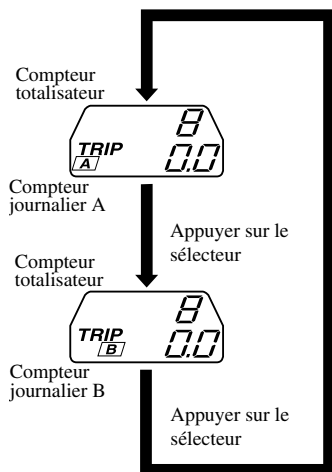 Compteur
totalisateur
8
TRIP
A
0.0
Compteur
journalier A
Appuyer sur le
sélecteur
Compteur
totalisateur
8
TRIP
B
0.0
Compteur
journalier B
Appuyer sur le
sélecteur